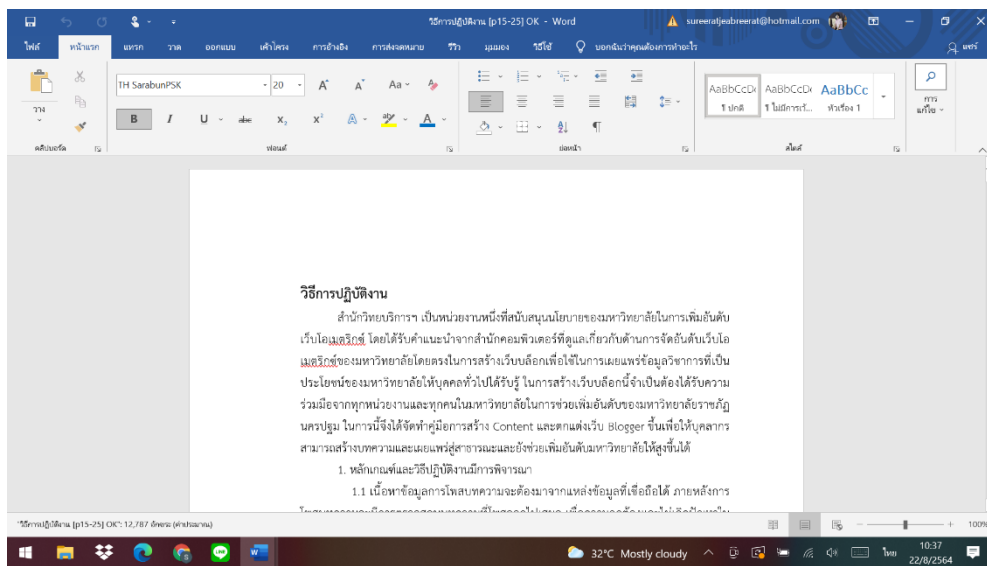 วิธีการปฏิบัติงาน [p15-25] OK - Word
sureeratjeabreerat@hotmail.com
ไฟล์ หน้าแรก แทรก วาด ออกแบบ เค้าโครง การอ้างอิง การส่งจดหมาย รีวิว มุมมอง วิธีใช้ บอกฉันว่าคุณต้องการทำอะไร แชร์
TH SarabunPSK 20 A A Aa
วาง
B I U abc x, x² A aby A
AaBbCcDc AaBbCcDc AaBbCc
1 ปกติ 1 ไม่มีการเว้... หัวเรื่อง 1
การแก้ไข
คลิปบอร์ด ฟอนต์ ย่อหน้า สไตล์
วิธีการปฏิบัติงาน
สำนักวิทยบริการฯ เป็นหน่วยงานหนึ่งที่สนับสนุนนโยบายของมหาวิทยาลัยในการเพิ่มอันดับ
เว็บโอเมตริกซ์ โดยได้รับคำแนะนำจากสำนักคอมพิวเตอร์ที่ดูแลเกี่ยวกับด้านการจัดอันดับเว็บโอ
เมตริกซ์ของมหาวิทยาลัยโดยตรงในการสร้างเว็บบล็อกเพื่อใช้ในการเผยแพร่ข้อมูลวิชาการที่เป็น
ประโยชน์ของมหาวิทยาลัยให้บุคคลทั่วไปได้รับรู้ ในการสร้างเว็บบล็อกนี้จำเป็นต้องได้รับความ
ร่วมมือจากทุกหน่วยงานและทุกคนในมหาวิทยาลัยในการช่วยเพิ่มอันดับของมหาวิทยาลัยราชภัฏ
นครปฐม ในการนี้จึงได้จัดทำคู่มือการสร้าง Content และตกแต่งเว็บ Blogger ขึ้นเพื่อให้บุคลากร
สามารถสร้างบทความและเผยแพร่สู่สาธารณะและยังช่วยเพิ่มอันดับมหาวิทยาลัยให้สูงขึ้นได้
1. หลักเกณฑ์และวิธีปฏิบัติงานมีการพิจารณา
1.1 เนื้อหาข้อมูลการโพสบทความจะต้องมาจากแหล่งข้อมูลที่เชื่อถือได้ ภายหลังการ
"วิธีการปฏิบัติงาน [p15-25] OK": 12,787 อักขระ (ค่าประมาณ)
100%
32°C Mostly cloudy
ไทย
10:37
22/8/2564